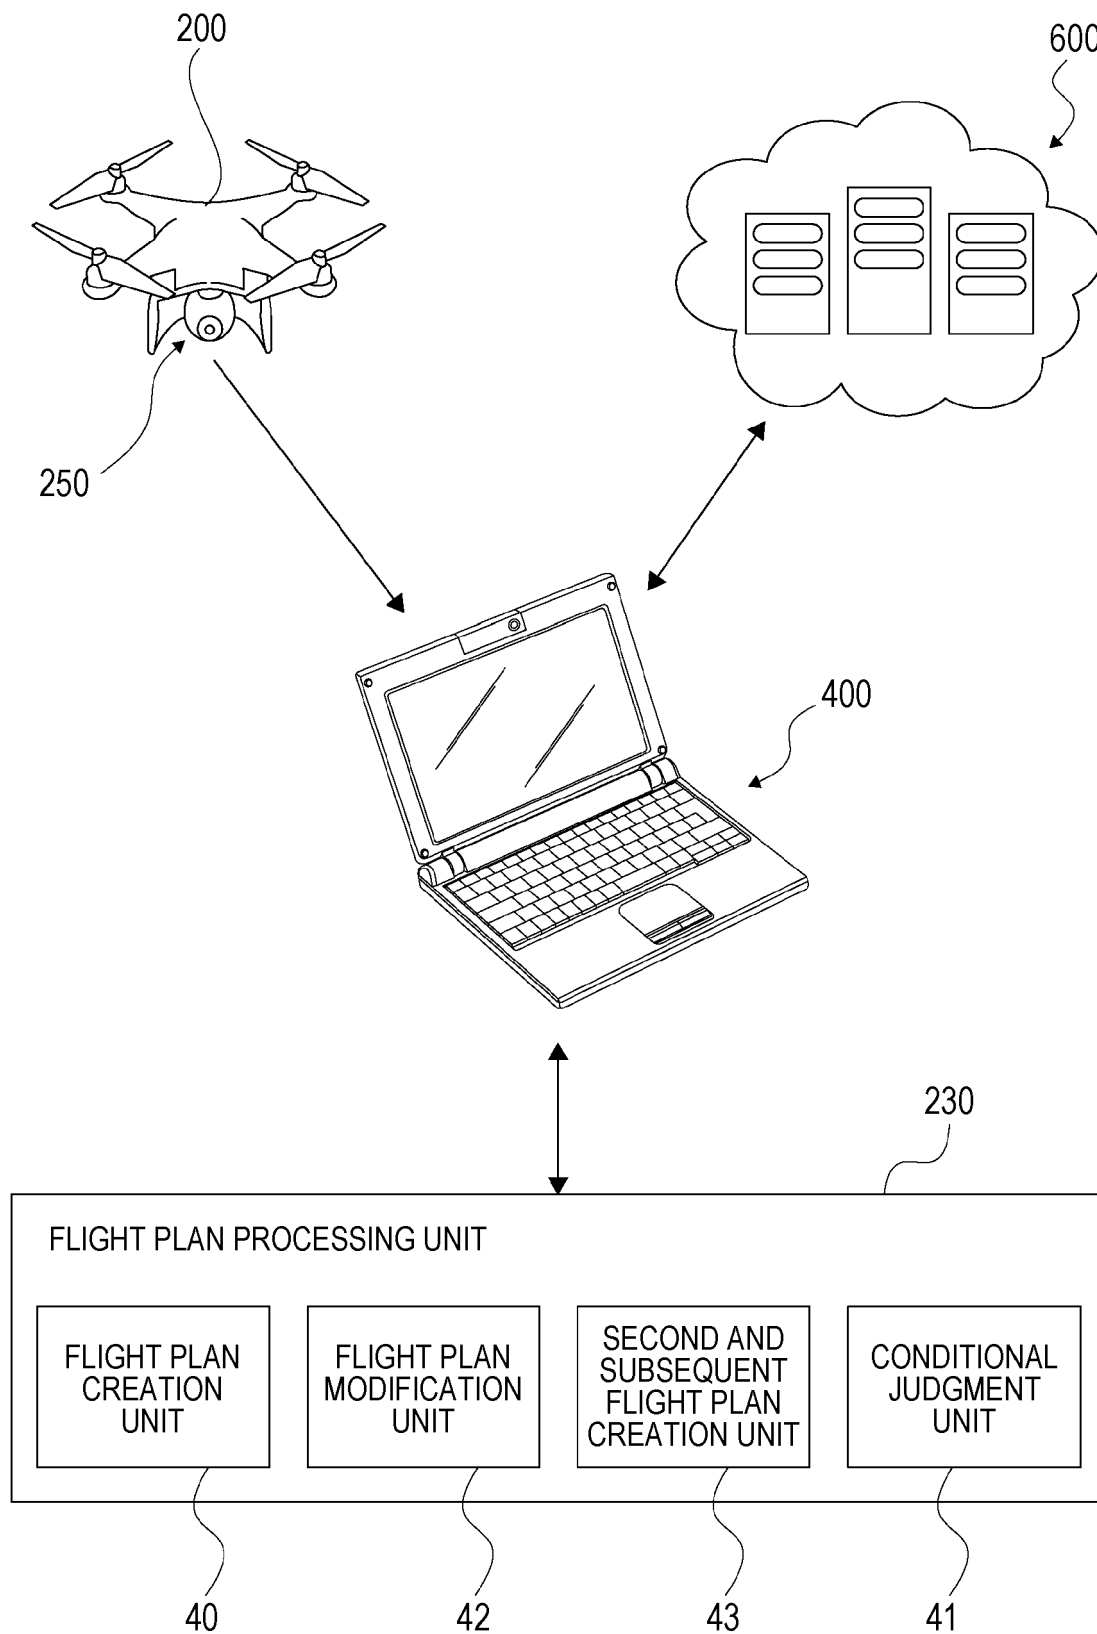 200
600
250
400
230
FLIGHT PLAN PROCESSING UNIT
FLIGHT PLAN
CREATION
UNIT
FLIGHT PLAN
MODIFICATION
UNIT
SECOND AND
SUBSEQUENT
FLIGHT PLAN
CREATION UNIT
CONDITIONAL
JUDGMENT
UNIT
40
42
43
41